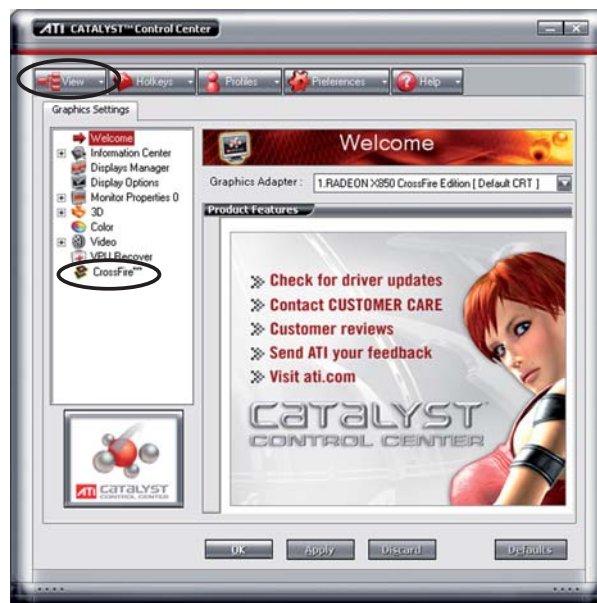 ATI CATALYST™ Control Center
View Hotkeys Profiles Preferences Help
Graphics Settings
Welcome
Information Center
Displays Manager
Display Options
Monitor Properties 0
3D
Color
Video
VPU Recover
CrossFire™
Welcome
Graphics Adapter : 1.RADEON X850 CrossFire Edition [ Default CRT ]
Product Features
Check for driver updates
Contact CUSTOMER CARE
Customer reviews
Send ATI your feedback
Visit ati.com
CATALYST
CONTROL CENTER
ATI CATALYST
CONTROL CENTER
OK Apply Discard Defaults